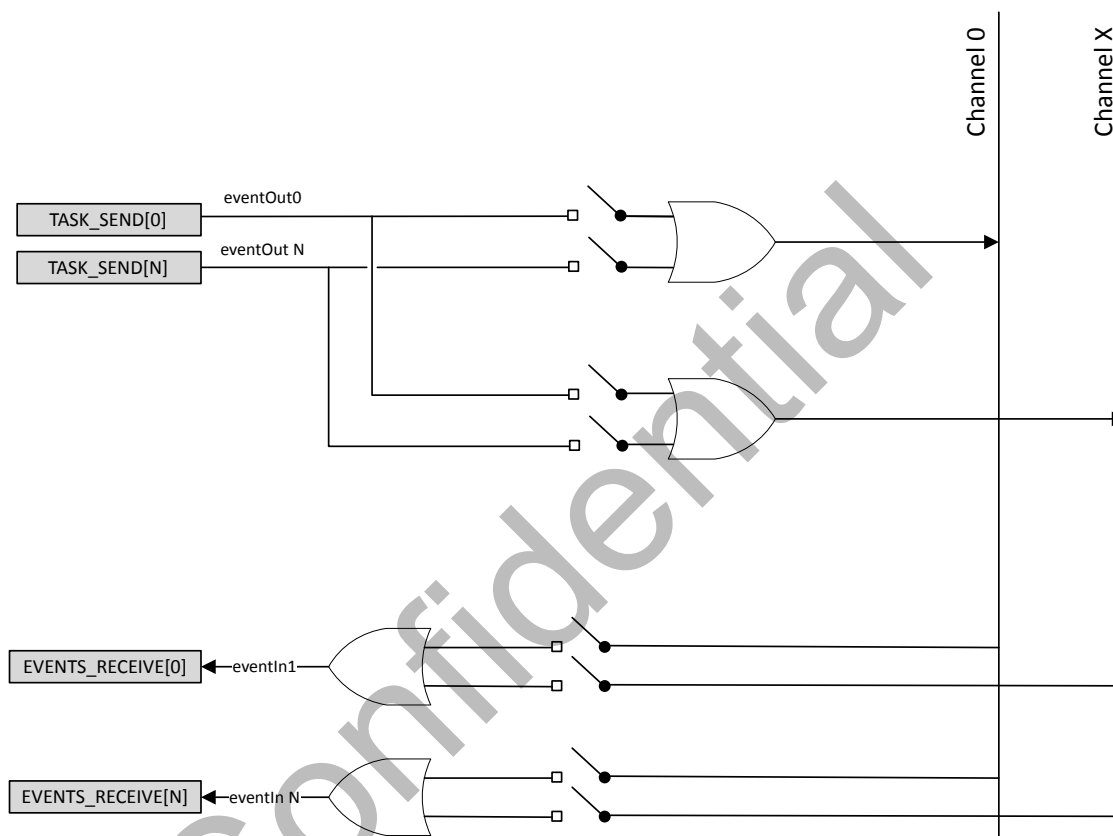 Channel 0
Channel X
eventOut0
TASK_SEND[0]
eventOut N
TASK_SEND[N]
EVENTS_RECEIVE[0]
eventIn1
EVENTS_RECEIVE[N]
eventIn N
Confidential